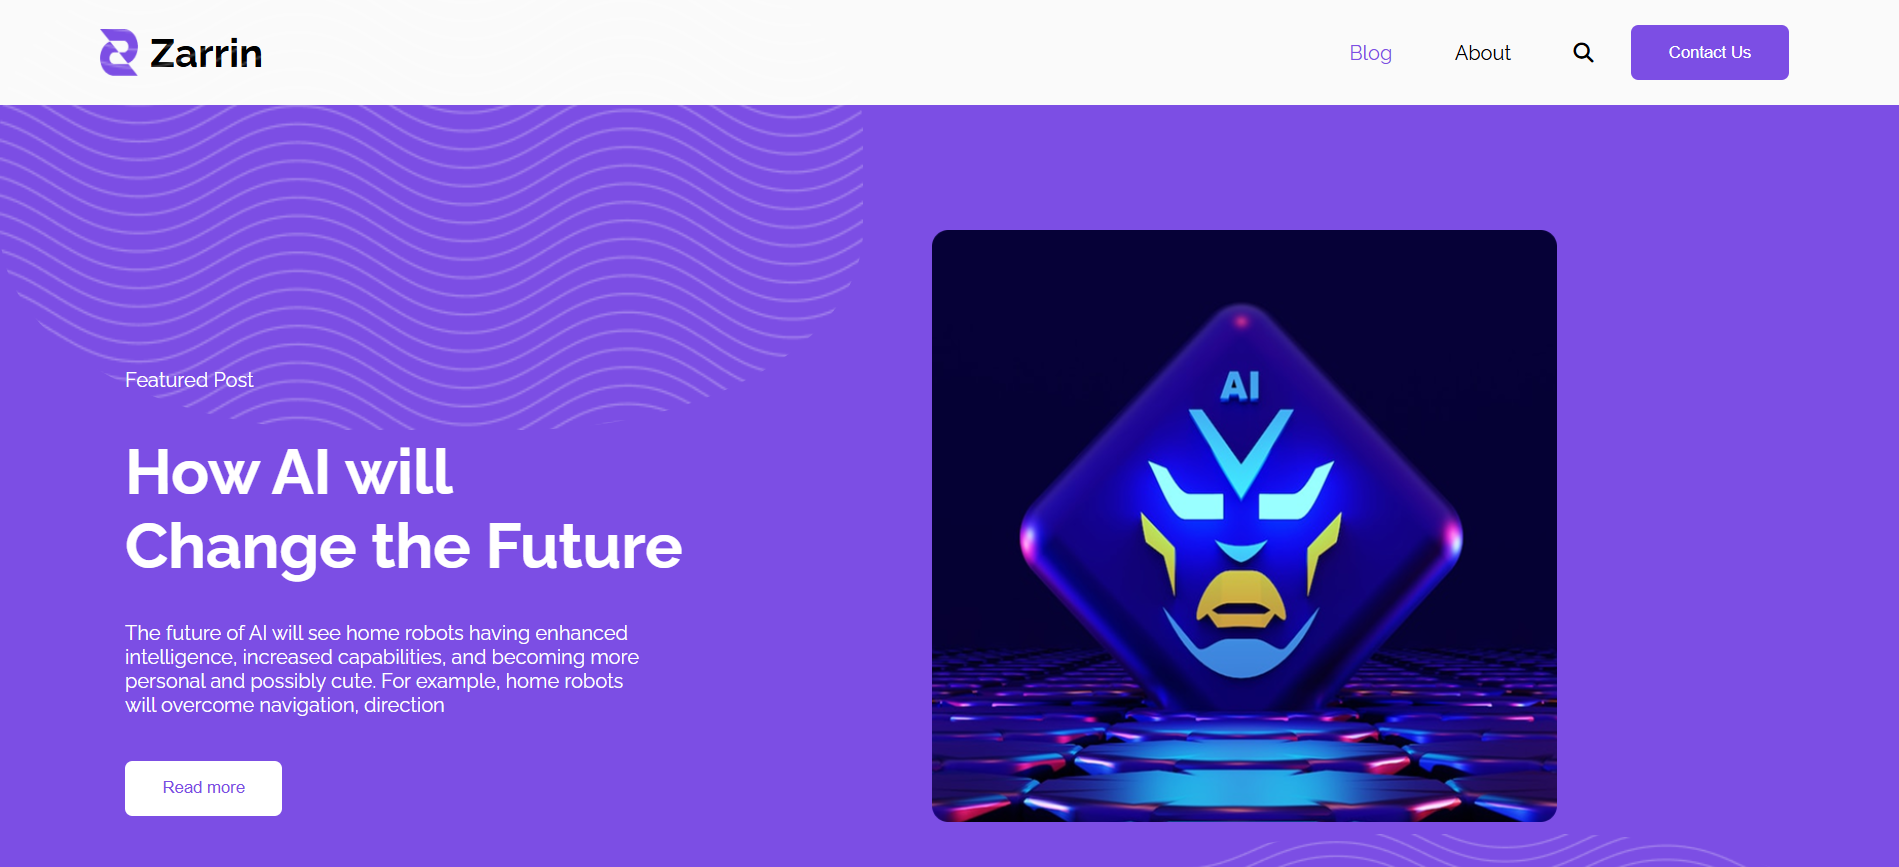 Zarrin
Blog
About
Contact Us
Featured Post
How AI will
Change the Future
The future of AI will see home robots having enhanced
intelligence, increased capabilities, and becoming more
personal and possibly cute. For example, home robots
will overcome navigation, direction
Read more
AI